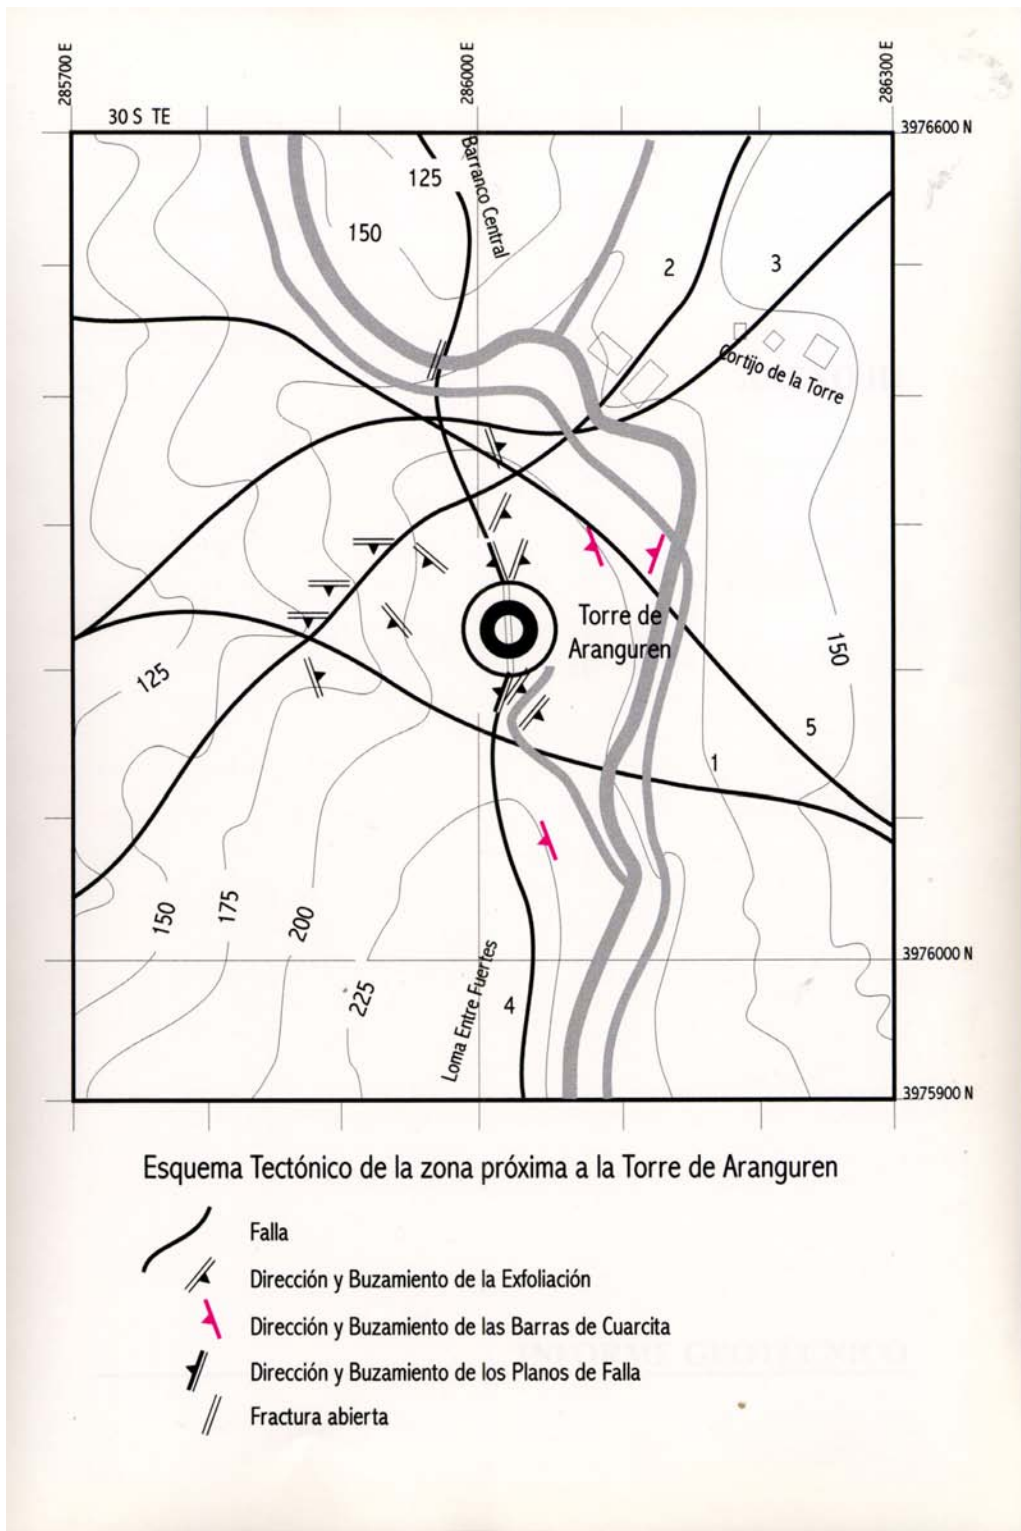 285700 E
286000 E
286300 E
30 S TE
3976600 N
125
Barranco Central
150
2
3
Cortijo de la Torre
Torre de
Aranguren
150
125
5
1
150
175
200
225
Loma Entre Fuertes
4
3976000 N
3975900 N
Esquema Tectónico de la zona próxima a la Torre de Aranguren
Falla
Dirección y Buzamiento de la Exfoliación
Dirección y Buzamiento de las Barras de Cuarcita
Dirección y Buzamiento de los Planos de Falla
Fractura abierta